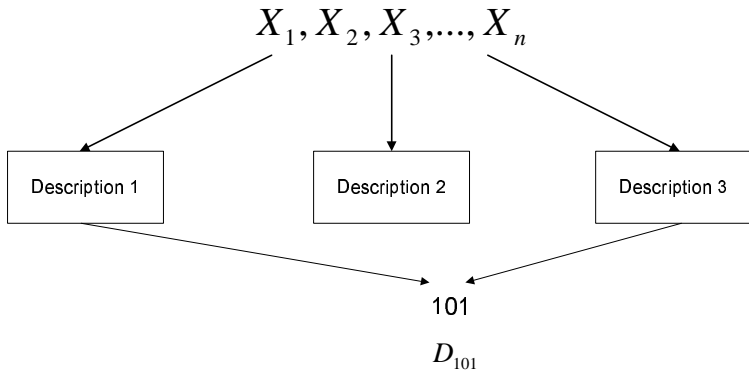 X₁, X₂, X₃,..., Xₙ
Description 1 Description 2 Description 3
101
D₁₀₁